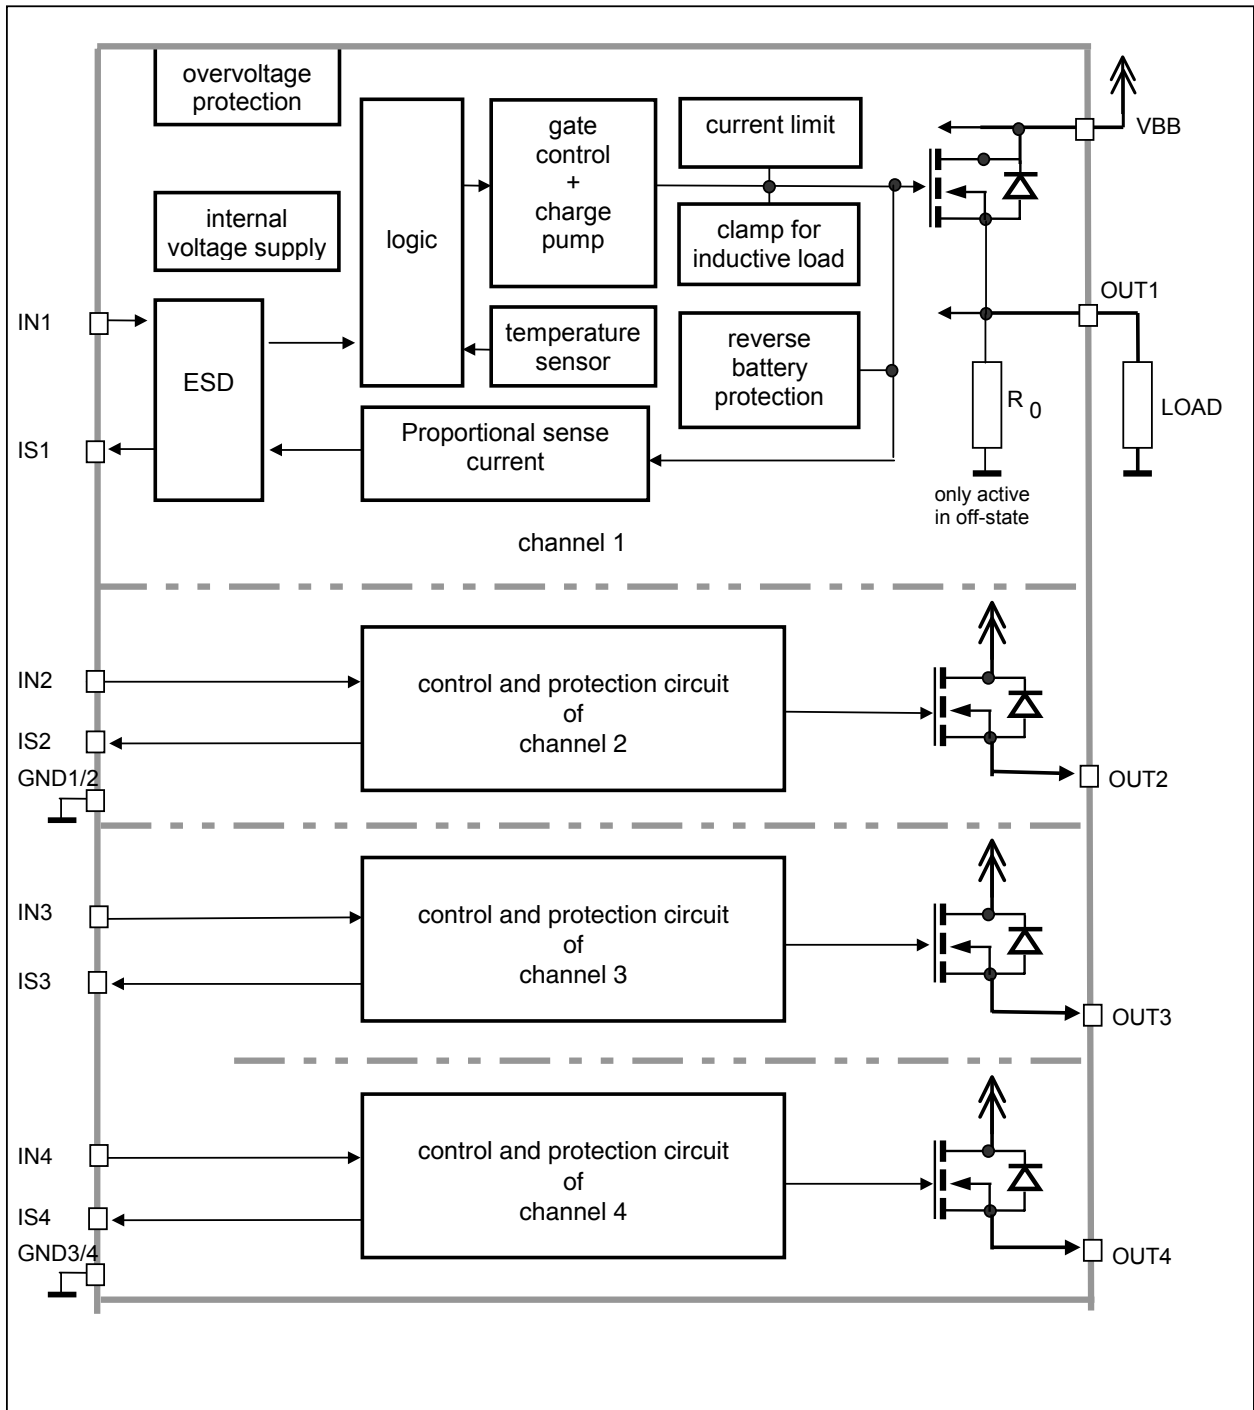 overvoltage
protection
internal
voltage supply
logic
gate
control
+
charge
pump
current limit
clamp for
inductive load
VBB
OUT1
IN1
ESD
temperature
sensor
reverse
battery
protection
R0
LOAD
IS1
Proportional sense
current
only active
in off-state
channel 1
IN2
control and protection circuit
of
channel 2
IS2
GND1/2
OUT2
IN3
control and protection circuit
of
channel 3
IS3
OUT3
IN4
control and protection circuit
of
channel 4
IS4
GND3/4
OUT4